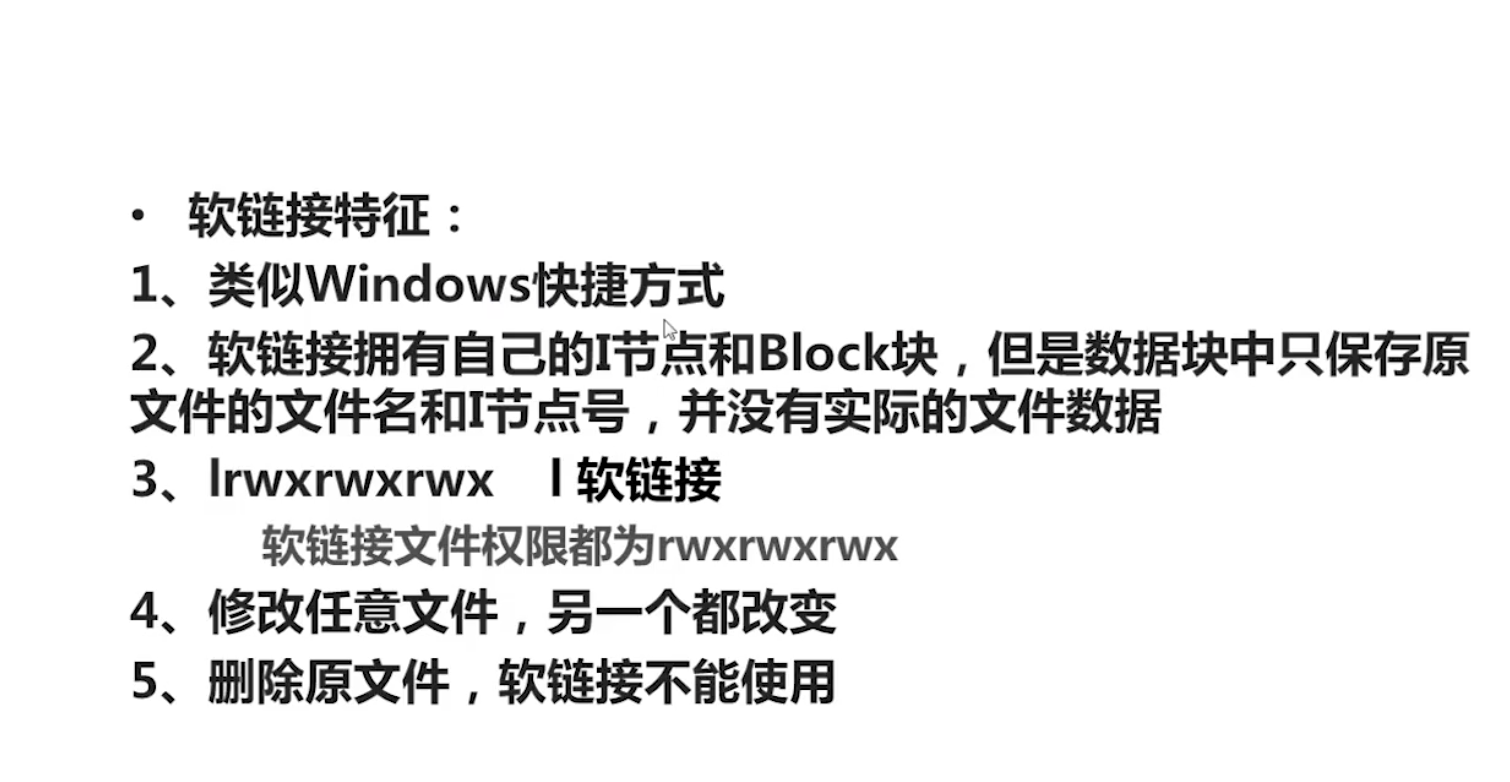 • 软链接特征：
1、类似Windows快捷方式
2、软链接拥有自己的I节点和Block块，但是数据块中只保存原
文件的文件名和I节点号，并没有实际的文件数据
3、lrwxrwxrwx l 软链接
软链接文件权限都为rwxrwxrwx
4、修改任意文件，另一个都改变
5、删除原文件，软链接不能使用